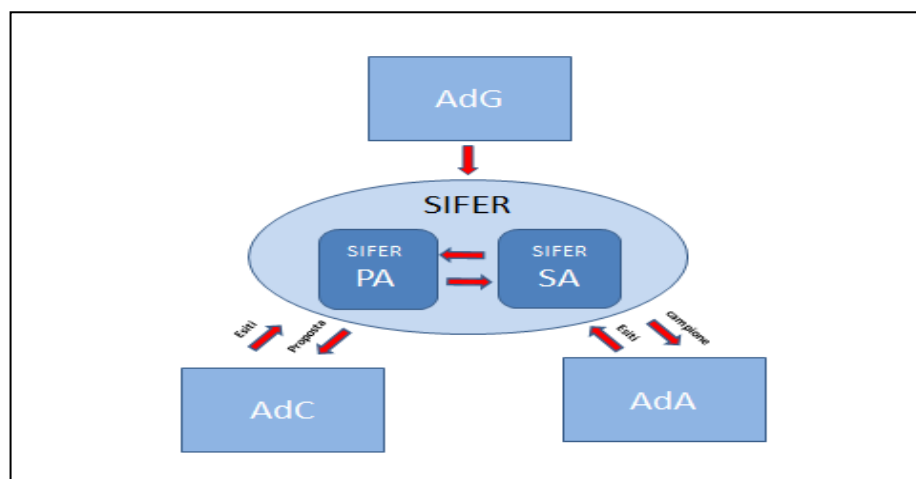 AdG
SIFER
SIFER
PA
SIFER
SA
Esiti
Proposta
Esiti
campione
AdC
AdA